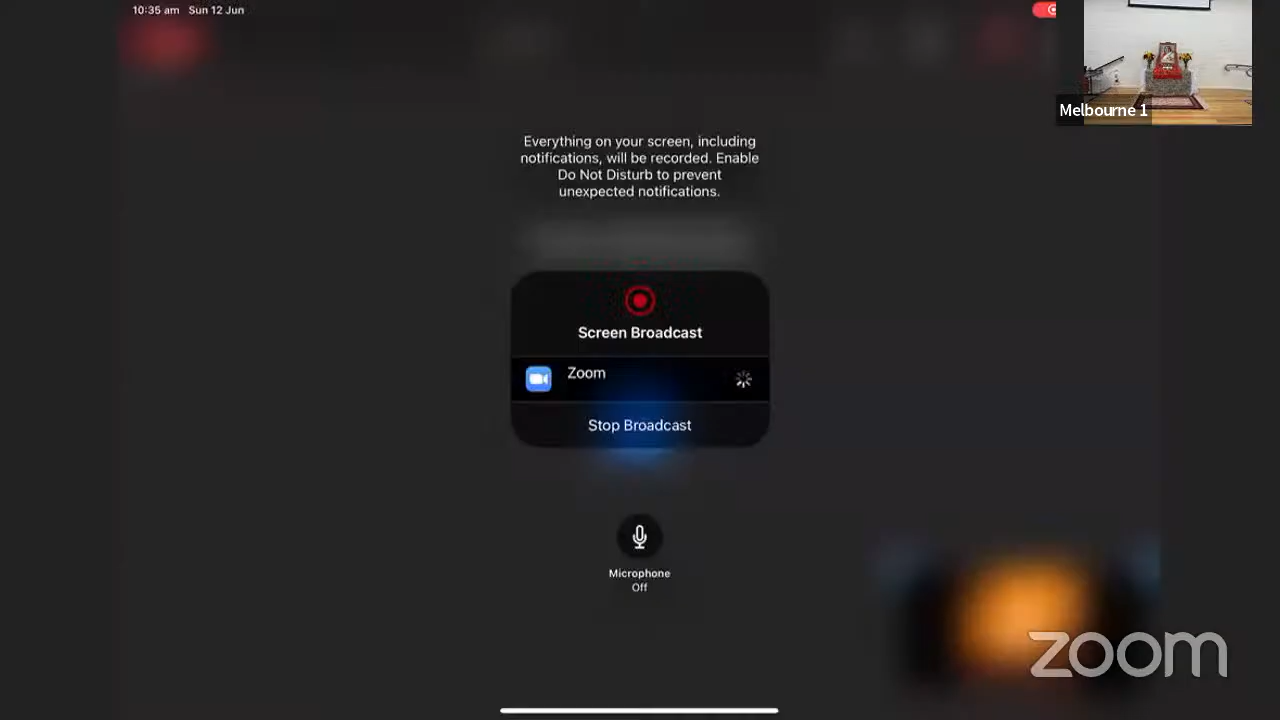 10:35 am Sun 12 Jun
Melbourne 1
Everything on your screen, including
notifications, will be recorded. Enable
Do Not Disturb to prevent
unexpected notifications.
Screen Broadcast
Zoom
Stop Broadcast
Microphone
Off
zoom